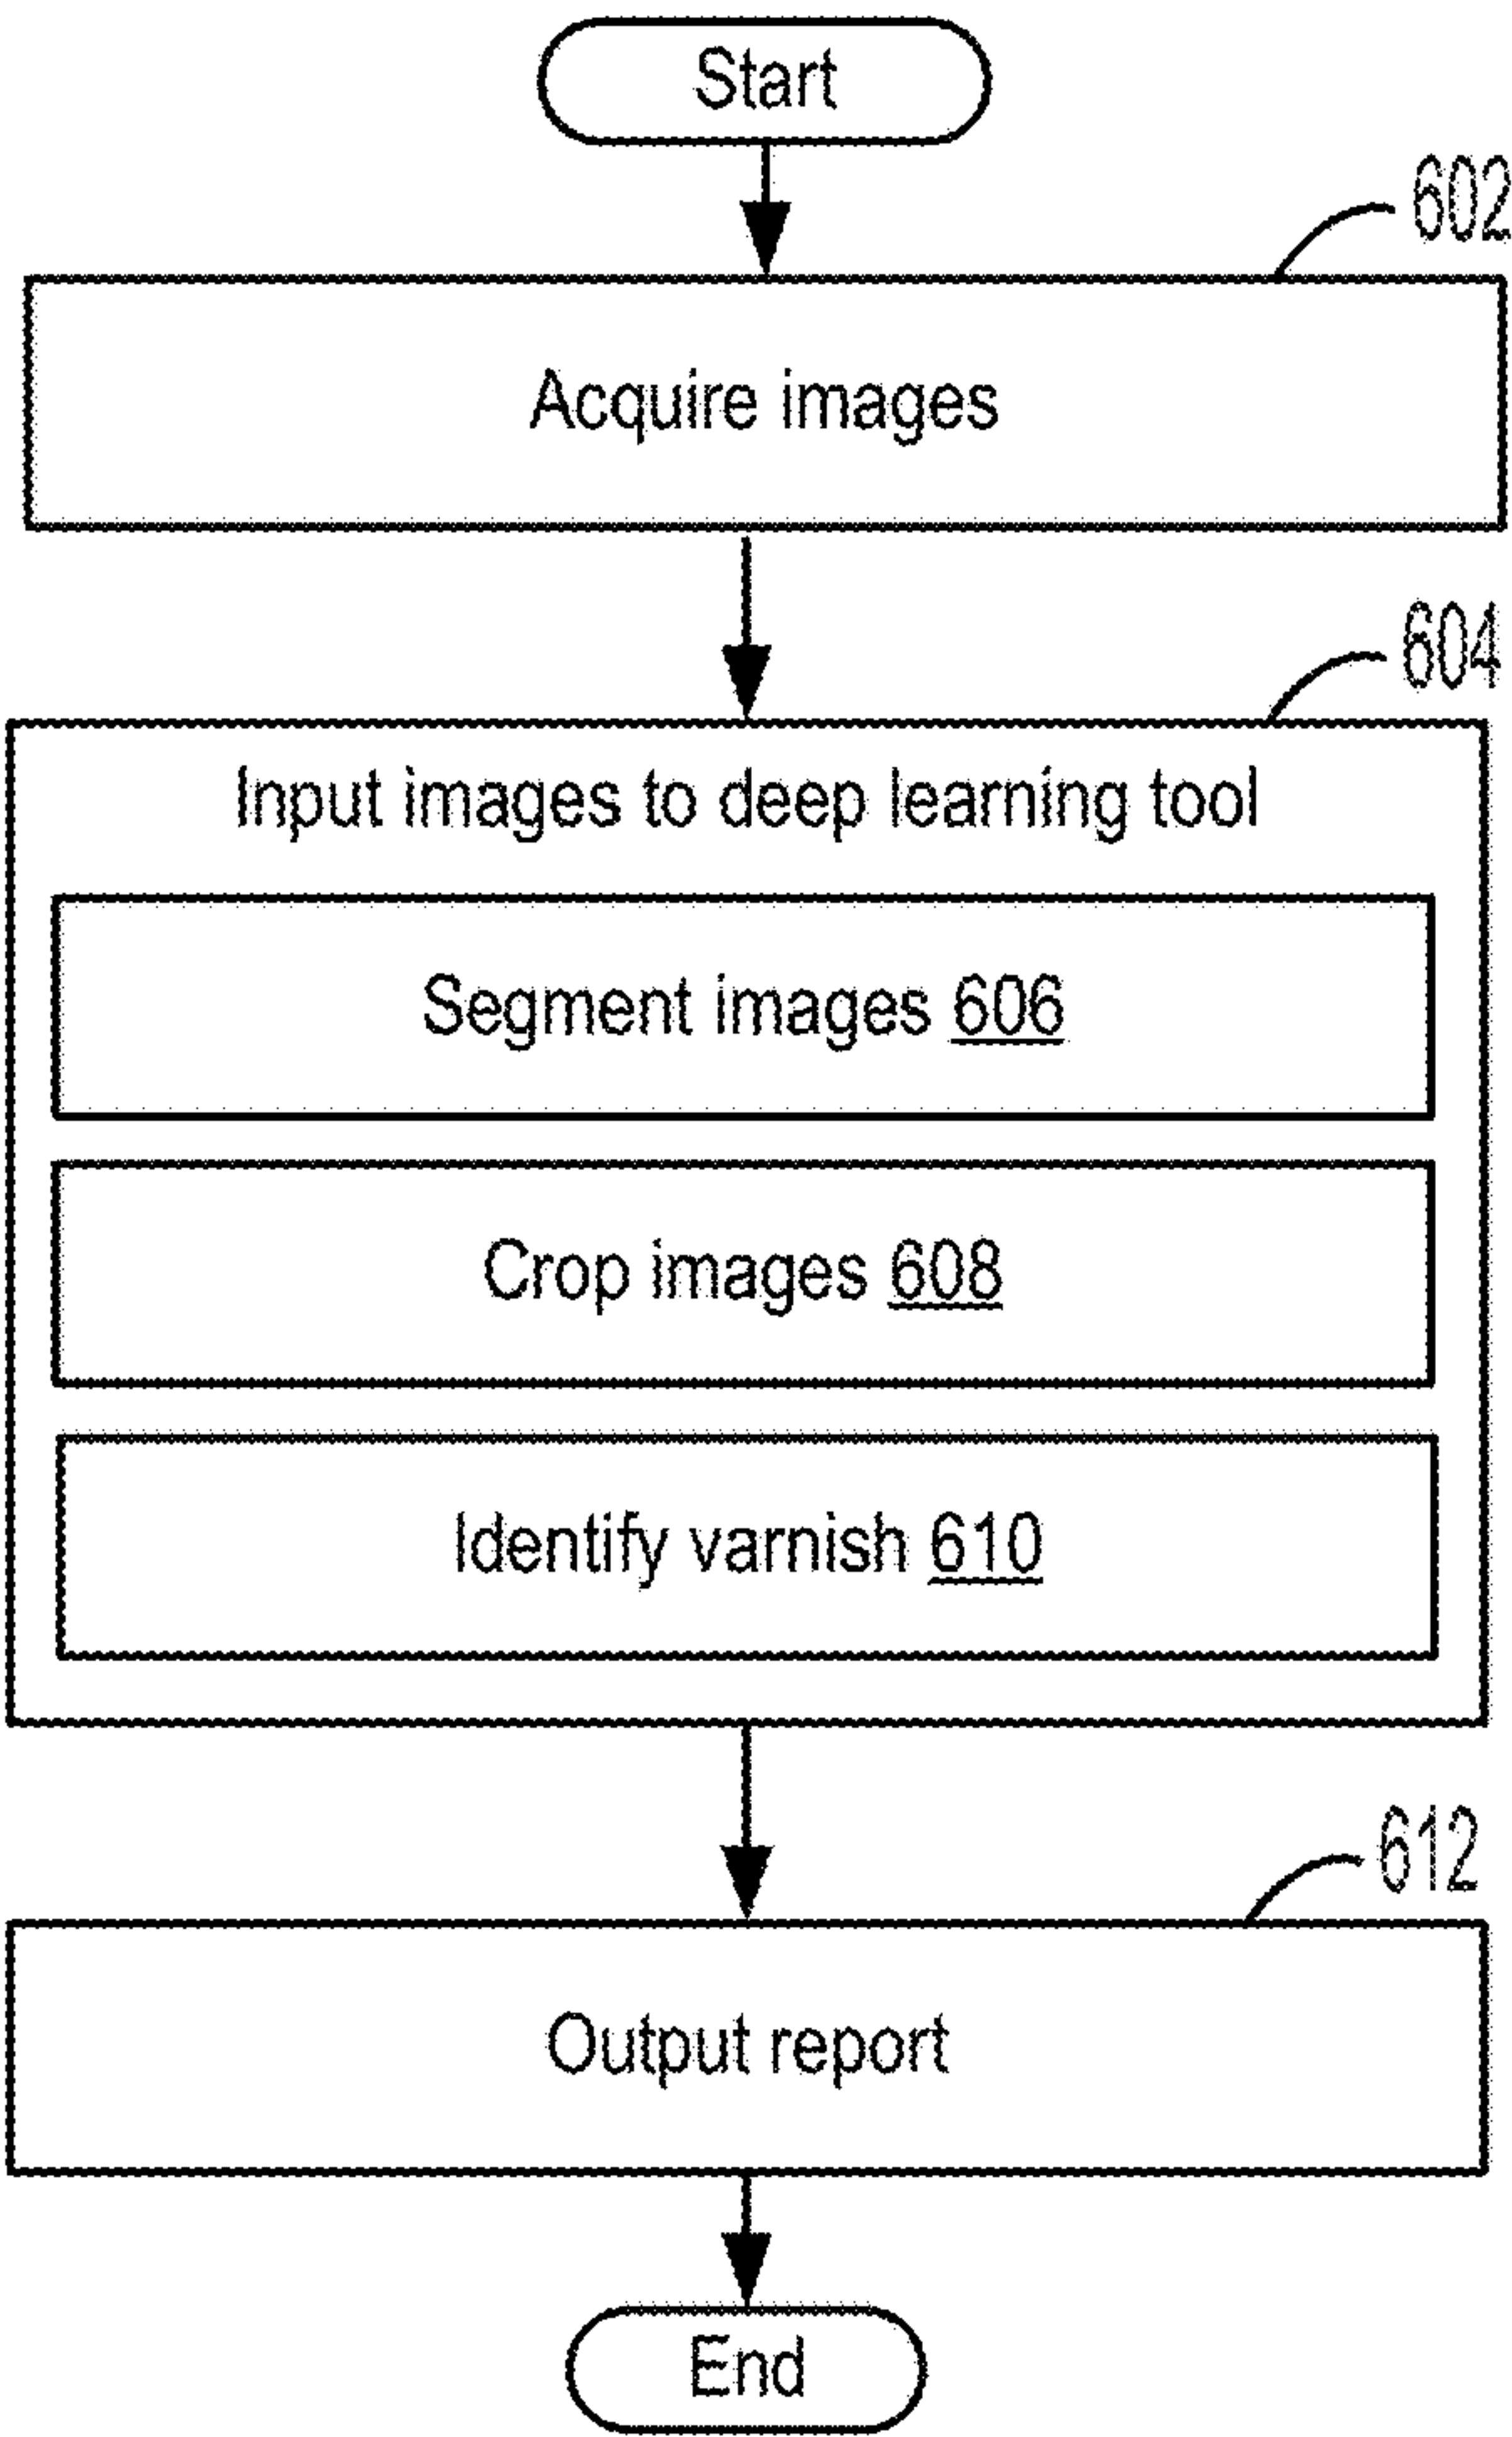 Start
602
Acquire images
604
Input images to deep learning tool
Segment images 606
Crop images 608
Identify varnish 610
612
Output report
End